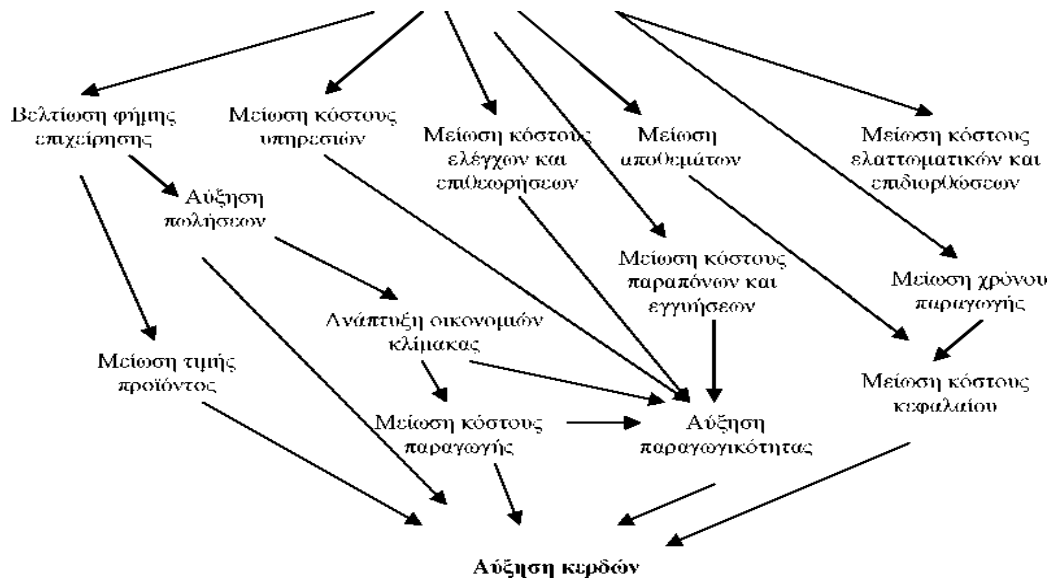 Βελτίωση φήμης
επιχείρησης
Μείωση κόστους
υπηρεσιών
Μείωση κόστους
ελέγχων και
επιθεωρήσεων
Μείωση
αποθεμάτων
Μείωση κόστους
ελαττωματικών και
επιδιορθώσεων
Αύξηση
πωλήσεων
Μείωση κόστους
παραπόνων και
εγγυήσεων
Μείωση χρόνου
παραγωγής
Ανάπτυξη οικονομιών
κλίμακας
Μείωση τιμής
προϊόντος
Μείωση κόστους
κεφαλαίου
Μείωση κόστους
παραγωγής
Αύξηση
παραγωγικότητας
Αύξηση κερδών